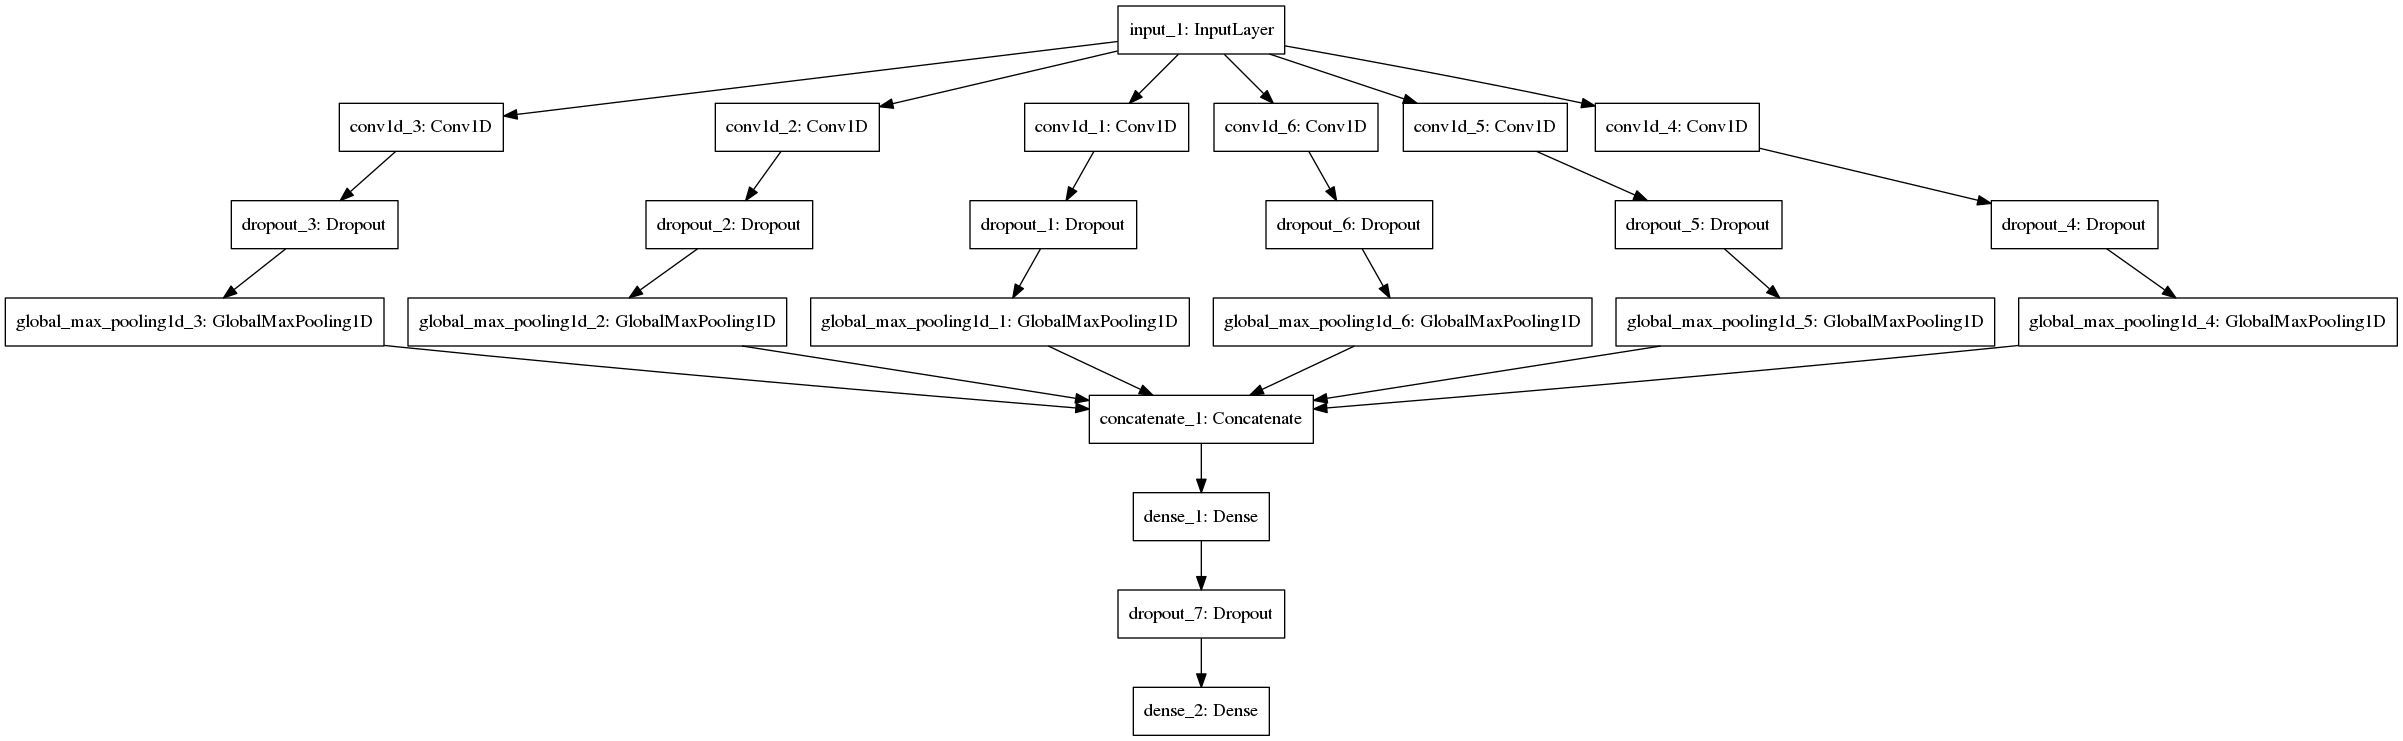 input_1: InputLayer
conv1d_3: Conv1D
conv1d_2: Conv1D
conv1d_1: Conv1D
conv1d_6: Conv1D
conv1d_5: Conv1D
conv1d_4: Conv1D
dropout_3: Dropout
dropout_2: Dropout
dropout_1: Dropout
dropout_6: Dropout
dropout_5: Dropout
dropout_4: Dropout
global_max_pooling1d_3: GlobalMaxPooling1D
global_max_pooling1d_2: GlobalMaxPooling1D
global_max_pooling1d_1: GlobalMaxPooling1D
global_max_pooling1d_6: GlobalMaxPooling1D
global_max_pooling1d_5: GlobalMaxPooling1D
global_max_pooling1d_4: GlobalMaxPooling1D
concatenate_1: Concatenate
dense_1: Dense
dropout_7: Dropout
dense_2: Dense